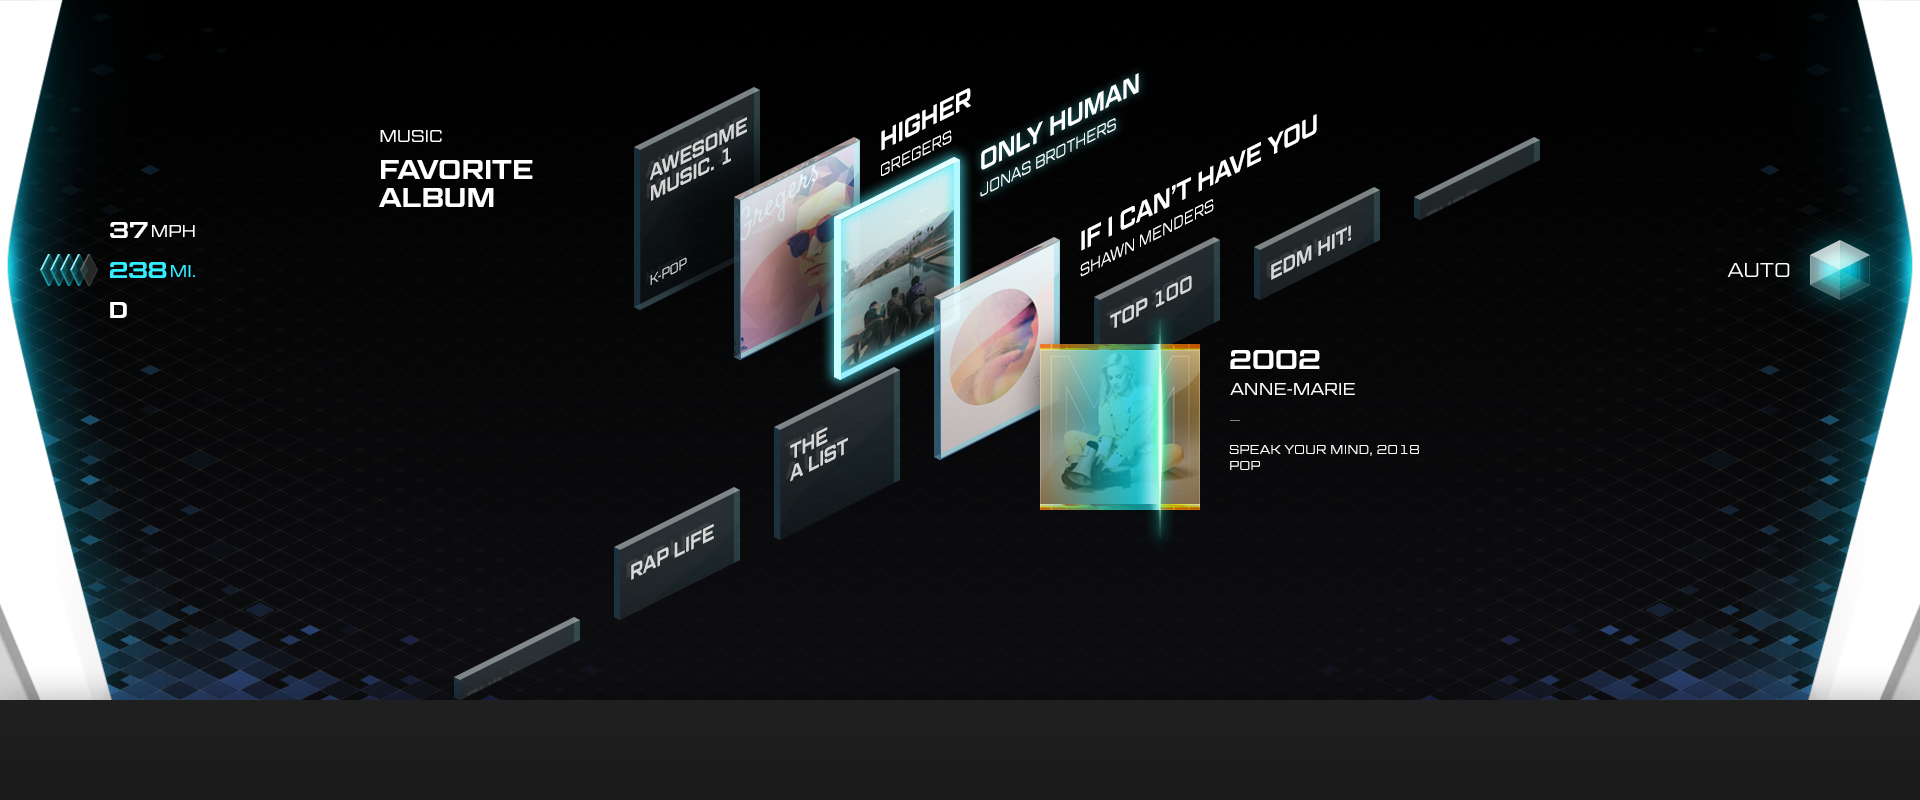 MUSIC
FAVORITE
ALBUM
37 MPH
238 MI.
D
AWESOME
MUSIC. 1
K-POP
Gregers
HIGHER
GREGERS
ONLY HUMAN
JONAS BROTHERS
IF I CAN'T HAVE YOU
SHAWN MENDERS
TOP 100
EDM HIT!
THE
A LIST
RAP LIFE
2002
ANNE-MARIE
–
SPEAK YOUR MIND, 2018
POP
AUTO